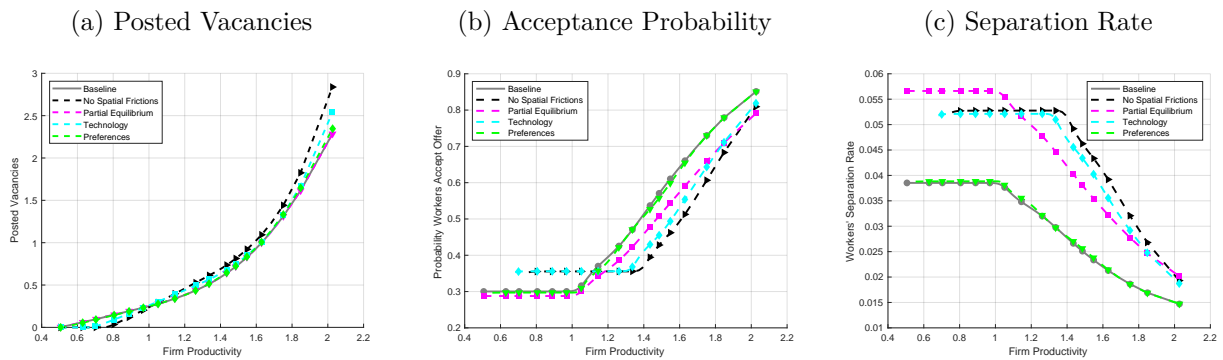 (a) Posted Vacancies
(b) Acceptance Probability
(c) Separation Rate
Posted Vacancies
3
2.5
2
1.5
1
0.5
0
Baseline
No Spatial Frictions
Partial Equilibrium
Technology
Preferences
0.4 0.6 0.8 1 1.2 1.4 1.6 1.8 2 2.2
Firm Productivity
Probability Workers Accept Offer
0.9
0.8
0.7
0.6
0.5
0.4
0.3
0.2
Baseline
No Spatial Frictions
Partial Equilibrium
Technology
Preferences
0.4 0.6 0.8 1 1.2 1.4 1.6 1.8 2 2.2
Firm Productivity
Workers' Separation Rate
0.06
0.055
0.05
0.045
0.04
0.035
0.03
0.025
0.02
0.015
0.01
Baseline
No Spatial Frictions
Partial Equilibrium
Technology
Preferences
0.4 0.6 0.8 1 1.2 1.4 1.6 1.8 2 2.2
Firm Productivity